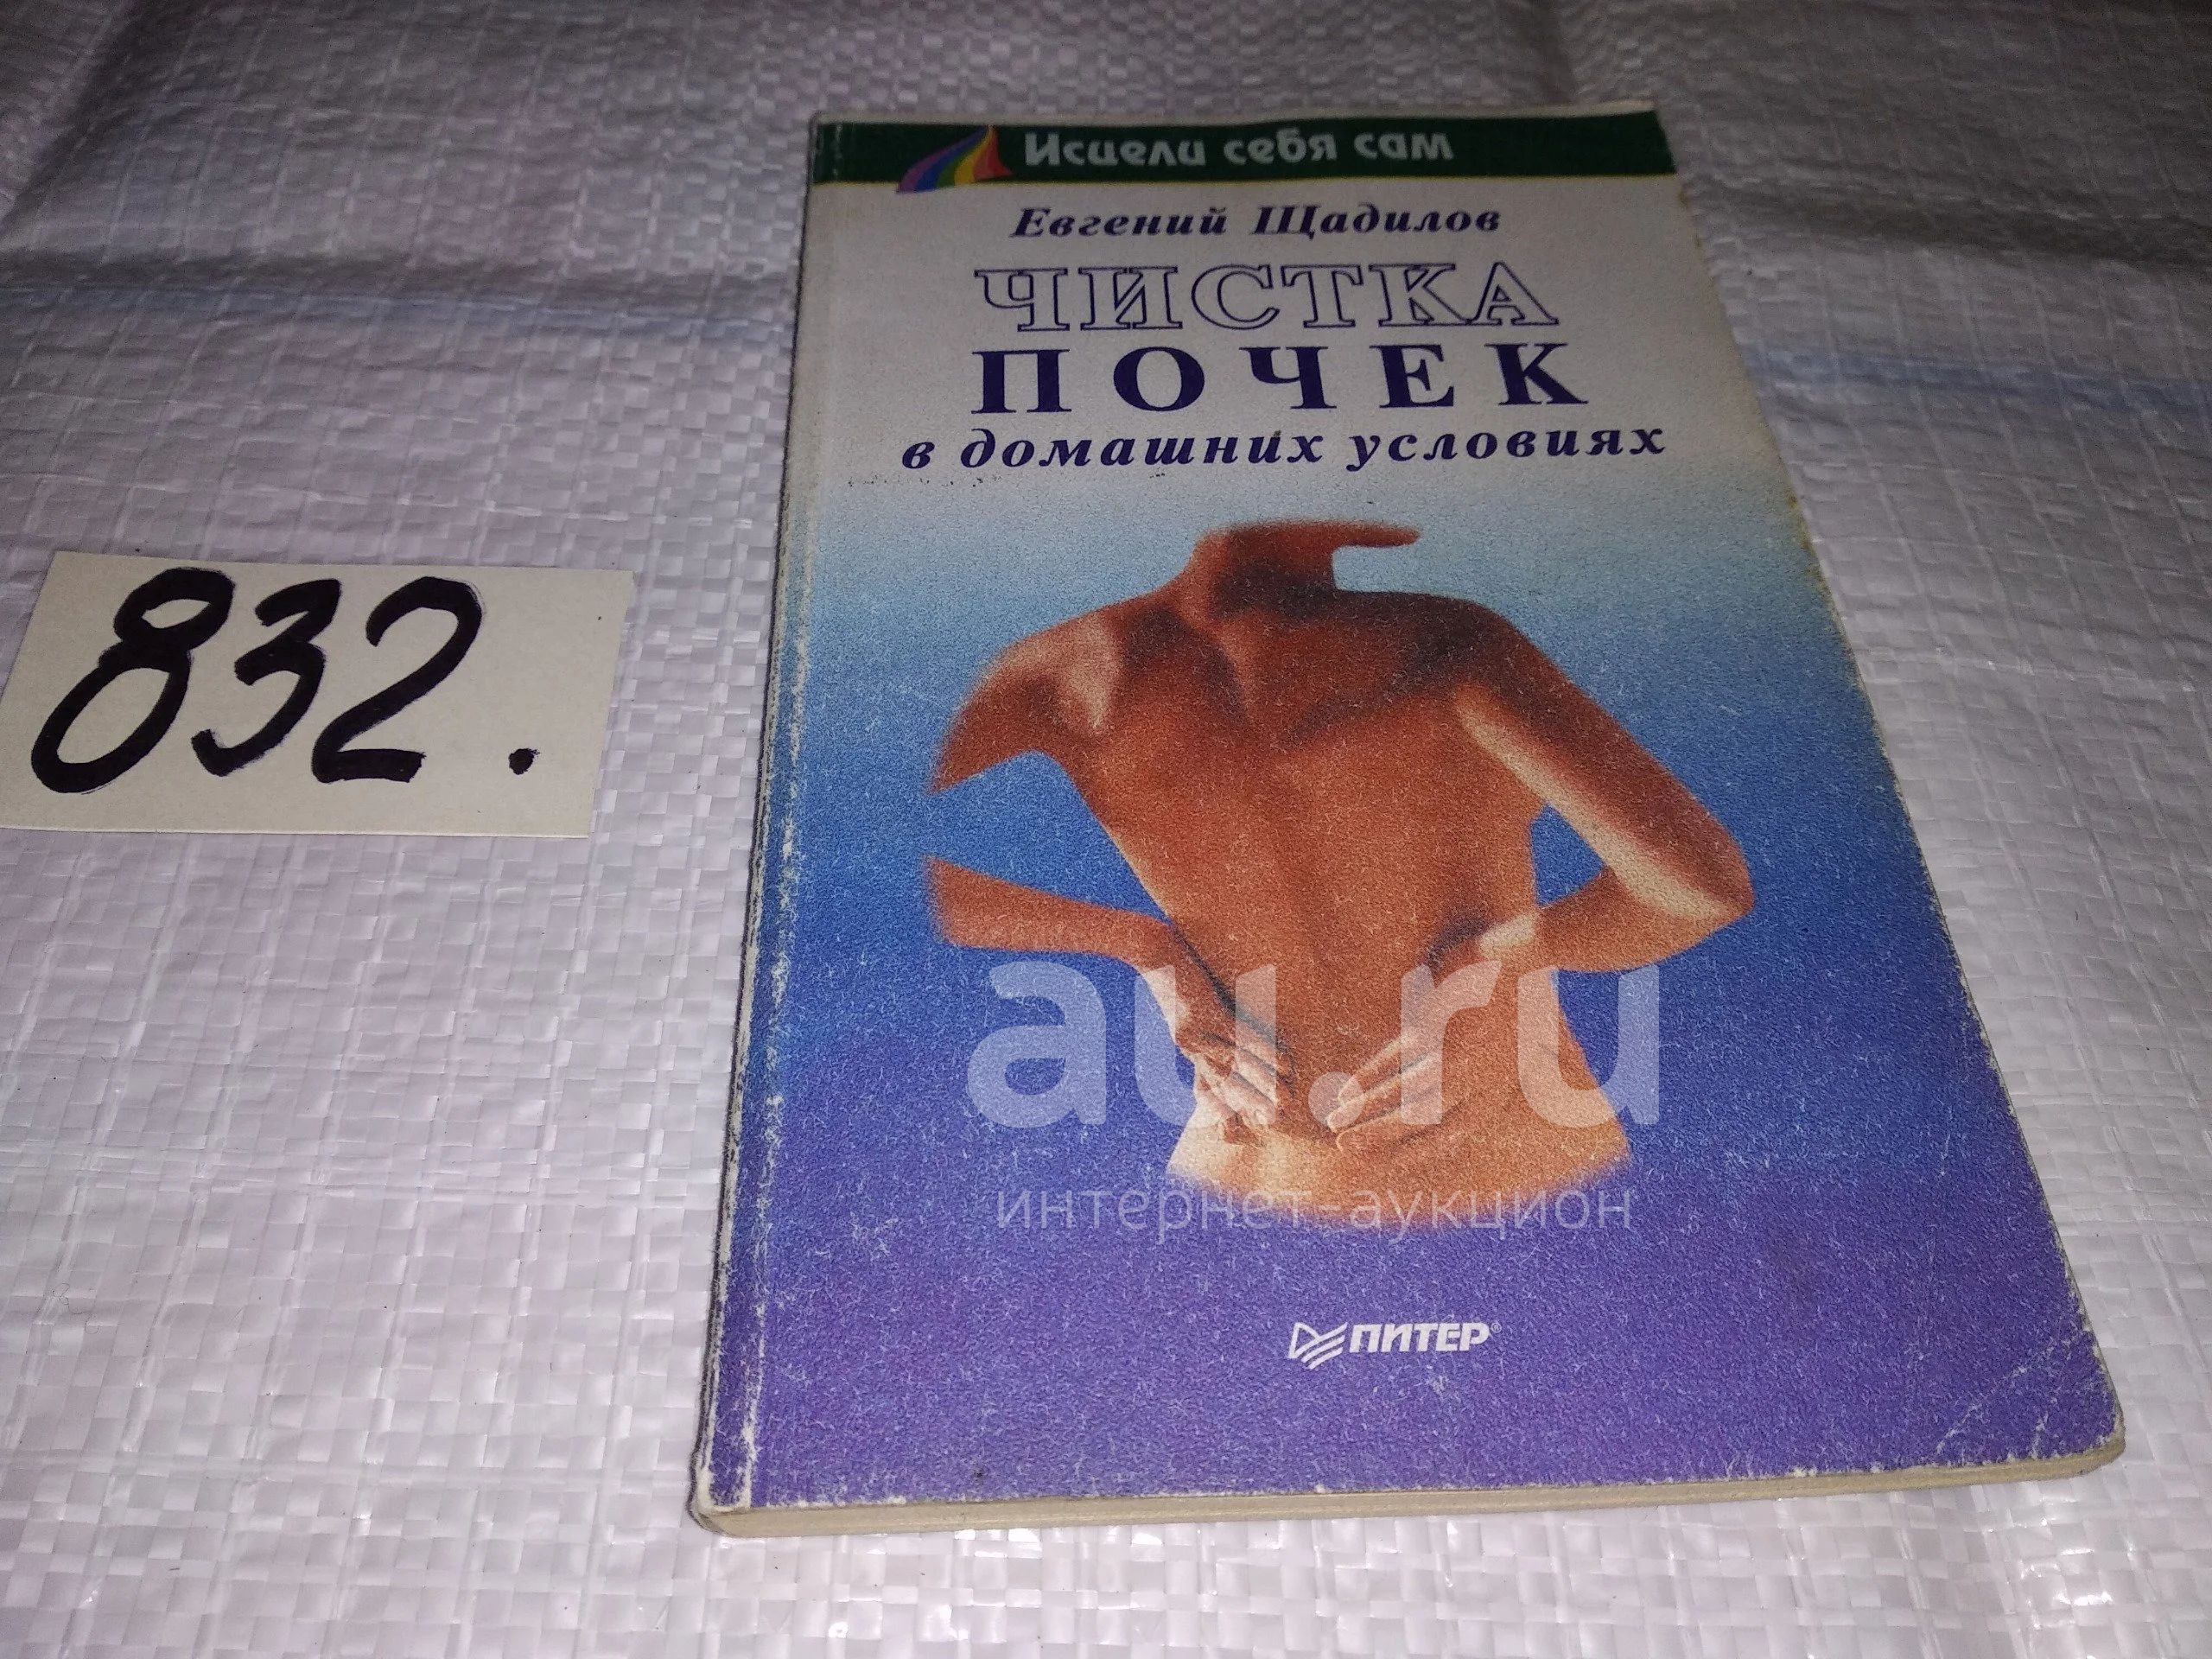 Исцели себя сам
Евгений Щадилов
ЧИСТКА
ПОЧЕК
в домашних условиях
832.
au.ru
интернет-аукцион
ПИТЕР®